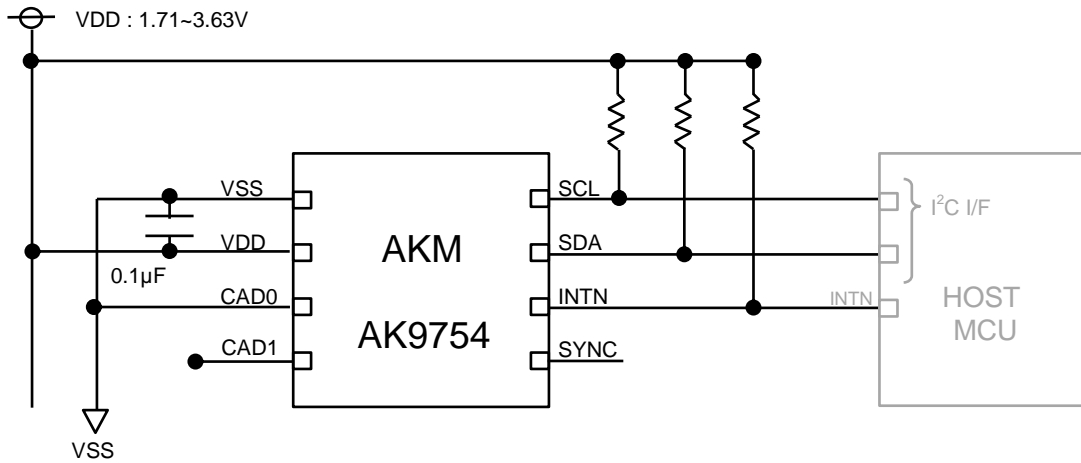 VDD : 1.71~3.63V
VSS
VDD
0.1µF
CAD0
CAD1
VSS
AKM
AK9754
SCL
SDA
INTN
SYNC
I²C I/F
INTN
HOST
MCU